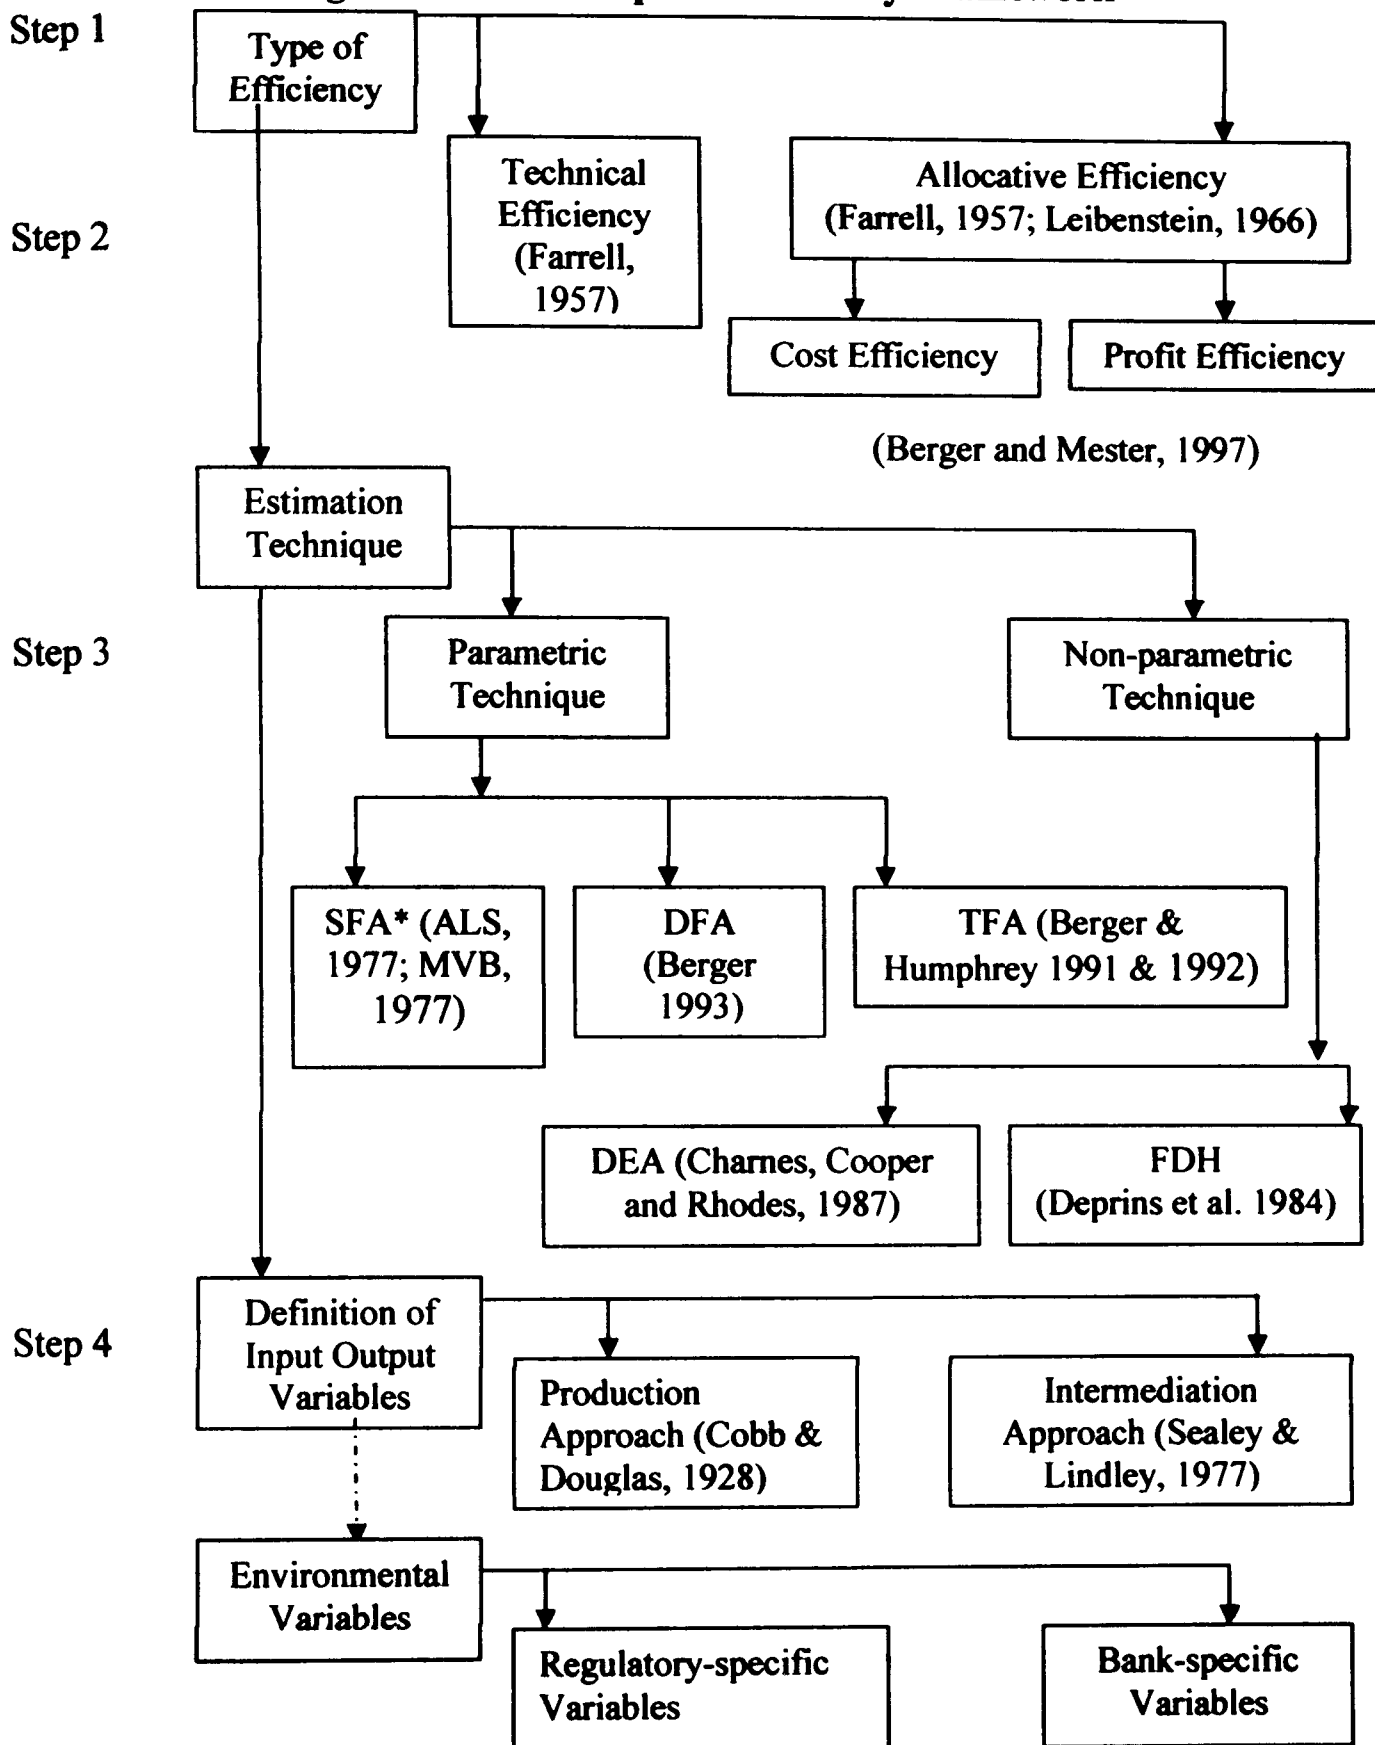 Step 1
Type of
Efficiency
Technical
Efficiency
(Farrell,
1957)
Allocative Efficiency
(Farrell, 1957; Leibenstein, 1966)
Step 2
Cost Efficiency
Profit Efficiency
(Berger and Mester, 1997)
Estimation
Technique
Step 3
Parametric
Technique
Non-parametric
Technique
SFA* (ALS,
1977; MVB,
1977)
DFA
(Berger
1993)
TFA (Berger &
Humphrey 1991 & 1992)
DEA (Charnes, Cooper
and Rhodes, 1987)
FDH
(Deprins et al. 1984)
Step 4
Definition of
Input Output
Variables
Production
Approach (Cobb &
Douglas, 1928)
Intermediation
Approach (Sealey &
Lindley, 1977)
Environmental
Variables
Regulatory-specific
Variables
Bank-specific
Variables